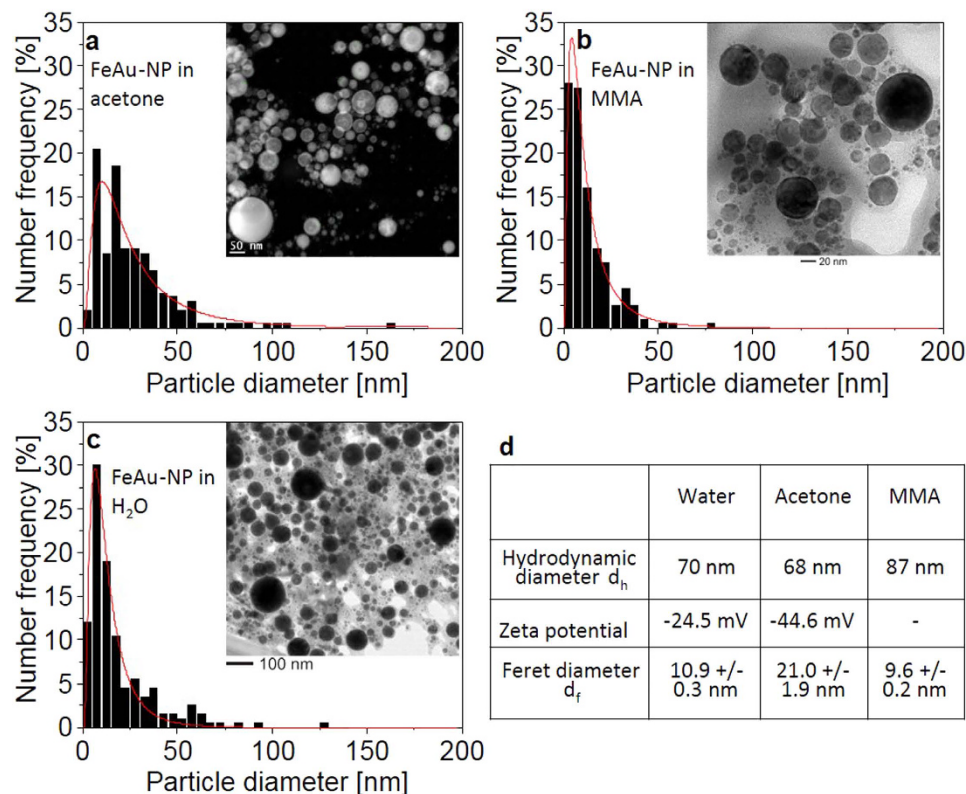 a
FeAu-NP in
acetone
50 nm
Number frequency [%]
35
30
25
20
15
10
5
0
0 50 100 150 200
Particle diameter [nm]
b
FeAu-NP in
MMA
20 nm
Number frequency [%]
35
30
25
20
15
10
5
0
0 50 100 150 200
Particle diameter [nm]
c
FeAu-NP in
H₂O
100 nm
Number frequency [%]
35
30
25
20
15
10
5
0
0 50 100 150 200
Particle diameter [nm]
d
Water Acetone MMA
Hydrodynamic
diameter dₕ
70 nm 68 nm 87 nm
Zeta potential -24.5 mV -44.6 mV -
Feret diameter
d_f
10.9 +/- 21.0 +/- 9.6 +/-
0.3 nm 1.9 nm 0.2 nm